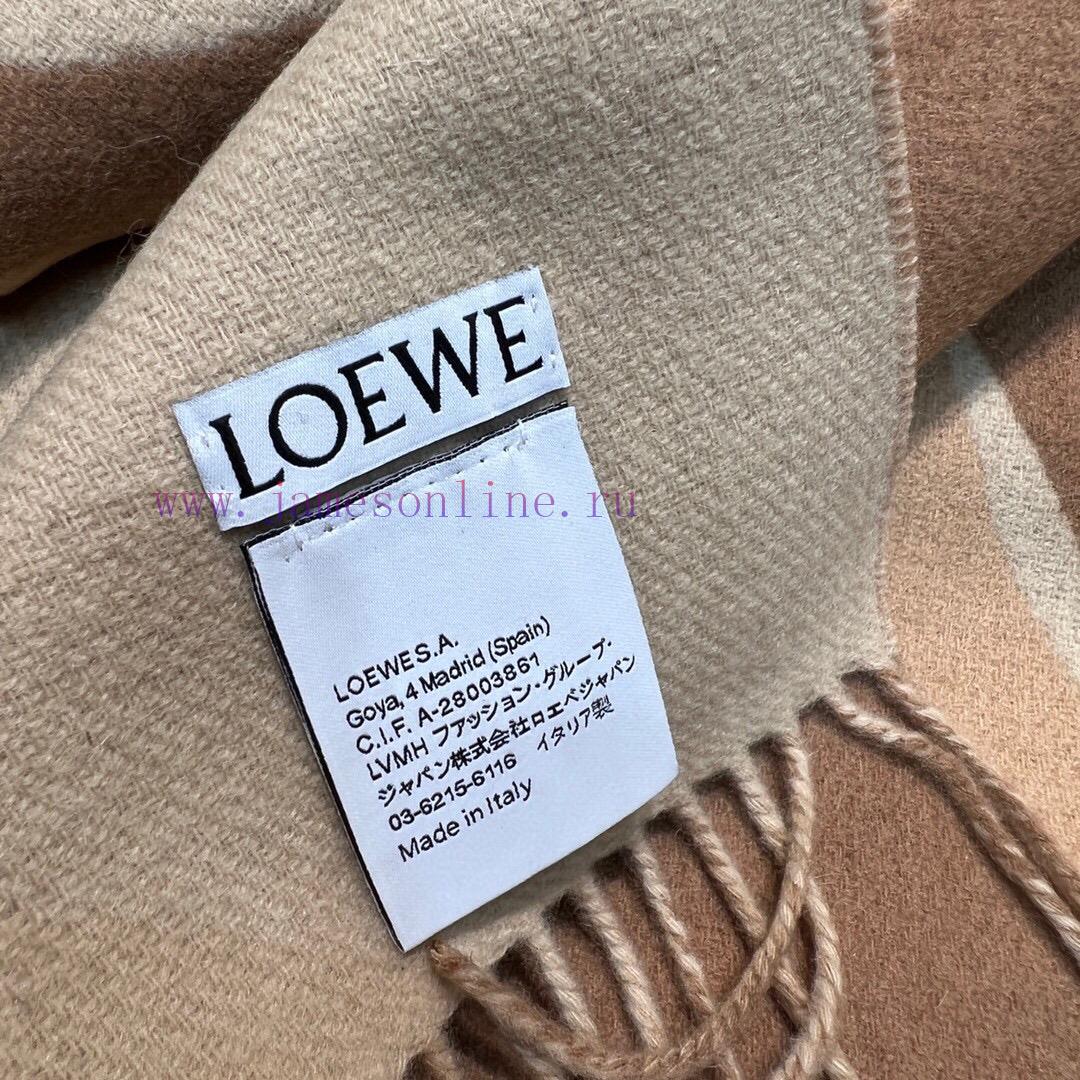 LOEWE
www.jamesonline.ru
LOEWE S.A.
Goya, 4 Madrid (Spain)
C.I.F. A-28003861
LVMH ファッション・グループ・
ジャパン株式会社ロエベジャパン
03-6215-6116 イタリア製
Made in Italy